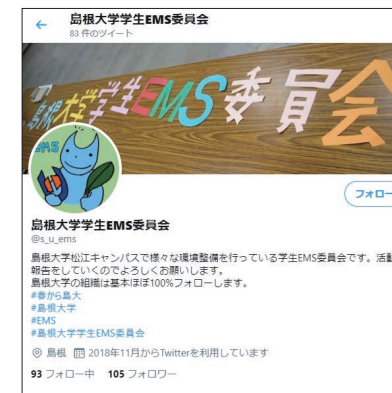 島根大学学生EMS委員会
83 件のツイート
島根大学学生EMS委員会
EMS
フォロー
島根大学学生EMS委員会
@s_u_ems
島根大学松江キャンパスで様々な環境整備を行っている学生EMS委員会です。活動
報告をしていくのでよろしくお願いします。
島根大学の組織は基本ほぼ100%フォローします。
#春から島大
#島根大学
#EMS
#島根大学学生EMS委員会
島根 2018年11月からTwitterを利用しています
93 フォロー中 105 フォロワー